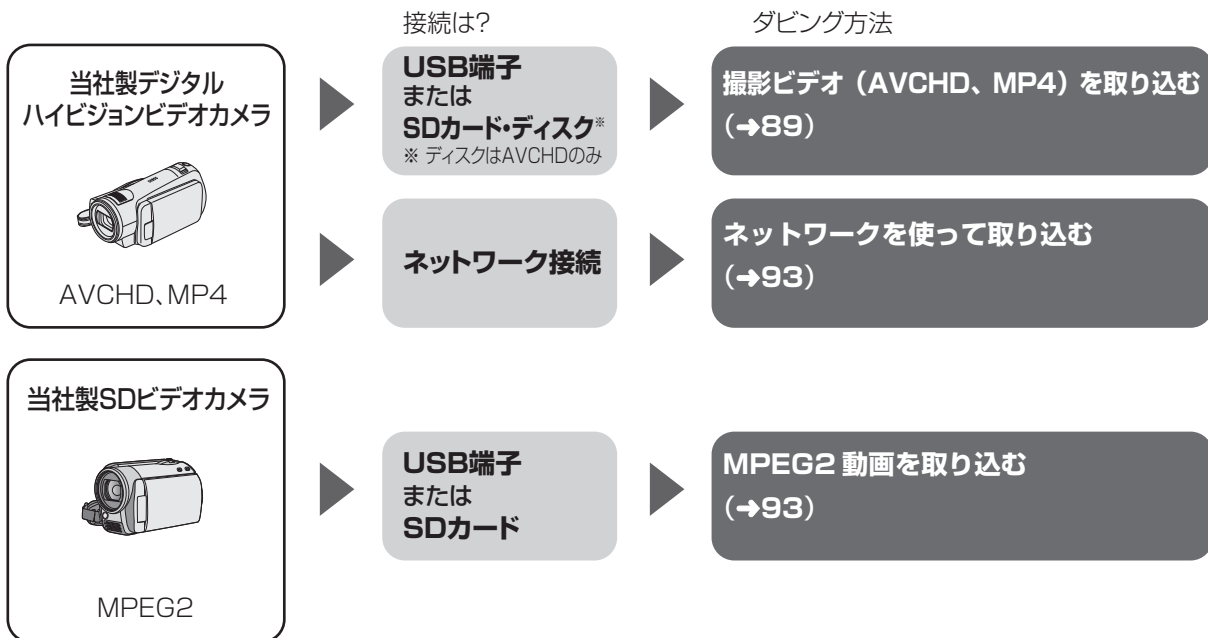 接続は?
ダビング方法
当社製デジタル
ハイビジョンビデオカメラ
AVCHD、MP4
USB端子
または
SDカード・ディスク※
※ ディスクはAVCHDのみ
撮影ビデオ（AVCHD、MP4）を取り込む
（➜89）
ネットワーク接続
ネットワークを使って取り込む
（➜93）
当社製SDビデオカメラ
MPEG2
USB端子
または
SDカード
MPEG2 動画を取り込む
（➜93）